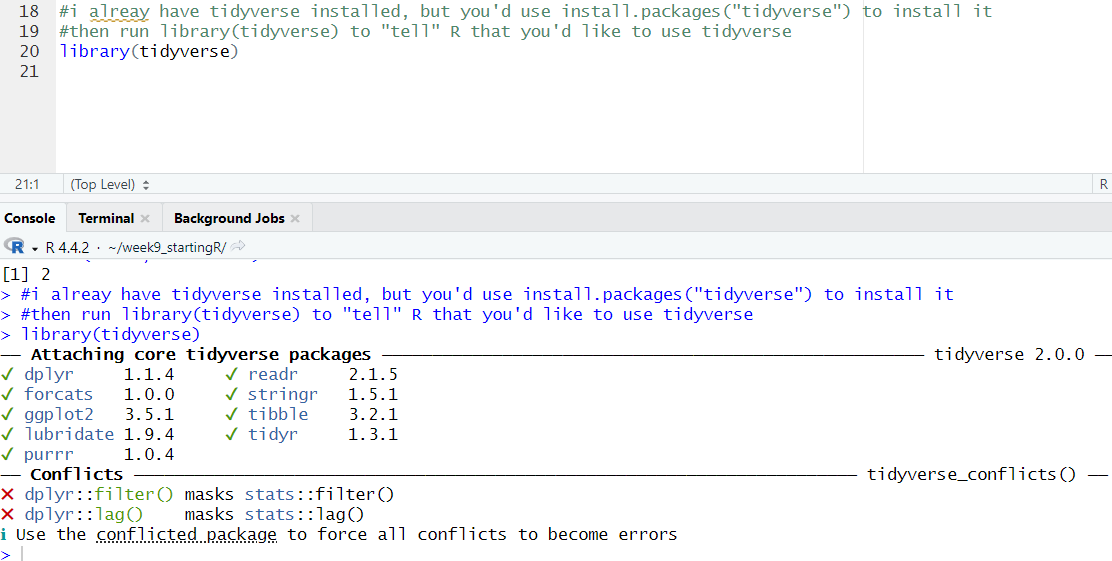 18 #i alreay have tidyverse installed, but you'd use install.packages("tidyverse") to install it
19 #then run library(tidyverse) to "tell" R that you'd like to use tidyverse
20 library(tidyverse)
21
21:1 (Top Level) R
Console Terminal Background Jobs
R 4.4.2 · ~/week9_startingR/
[1] 2
> #i alreay have tidyverse installed, but you'd use install.packages("tidyverse") to install it
> #then run library(tidyverse) to "tell" R that you'd like to use tidyverse
> library(tidyverse)
── Attaching core tidyverse packages ──── tidyverse 2.0.0 ──
✓ dplyr 1.1.4 ✓ readr 2.1.5
✓ forcats 1.0.0 ✓ stringr 1.5.1
✓ ggplot2 3.5.1 ✓ tibble 3.2.1
✓ lubridate 1.9.4 ✓ tidyr 1.3.1
✓ purrr 1.0.4
── Conflicts ──── tidyverse_conflicts() ──
✕ dplyr::filter() masks stats::filter()
✕ dplyr::lag() masks stats::lag()
ℹ Use the conflicted package to force all conflicts to become errors
>